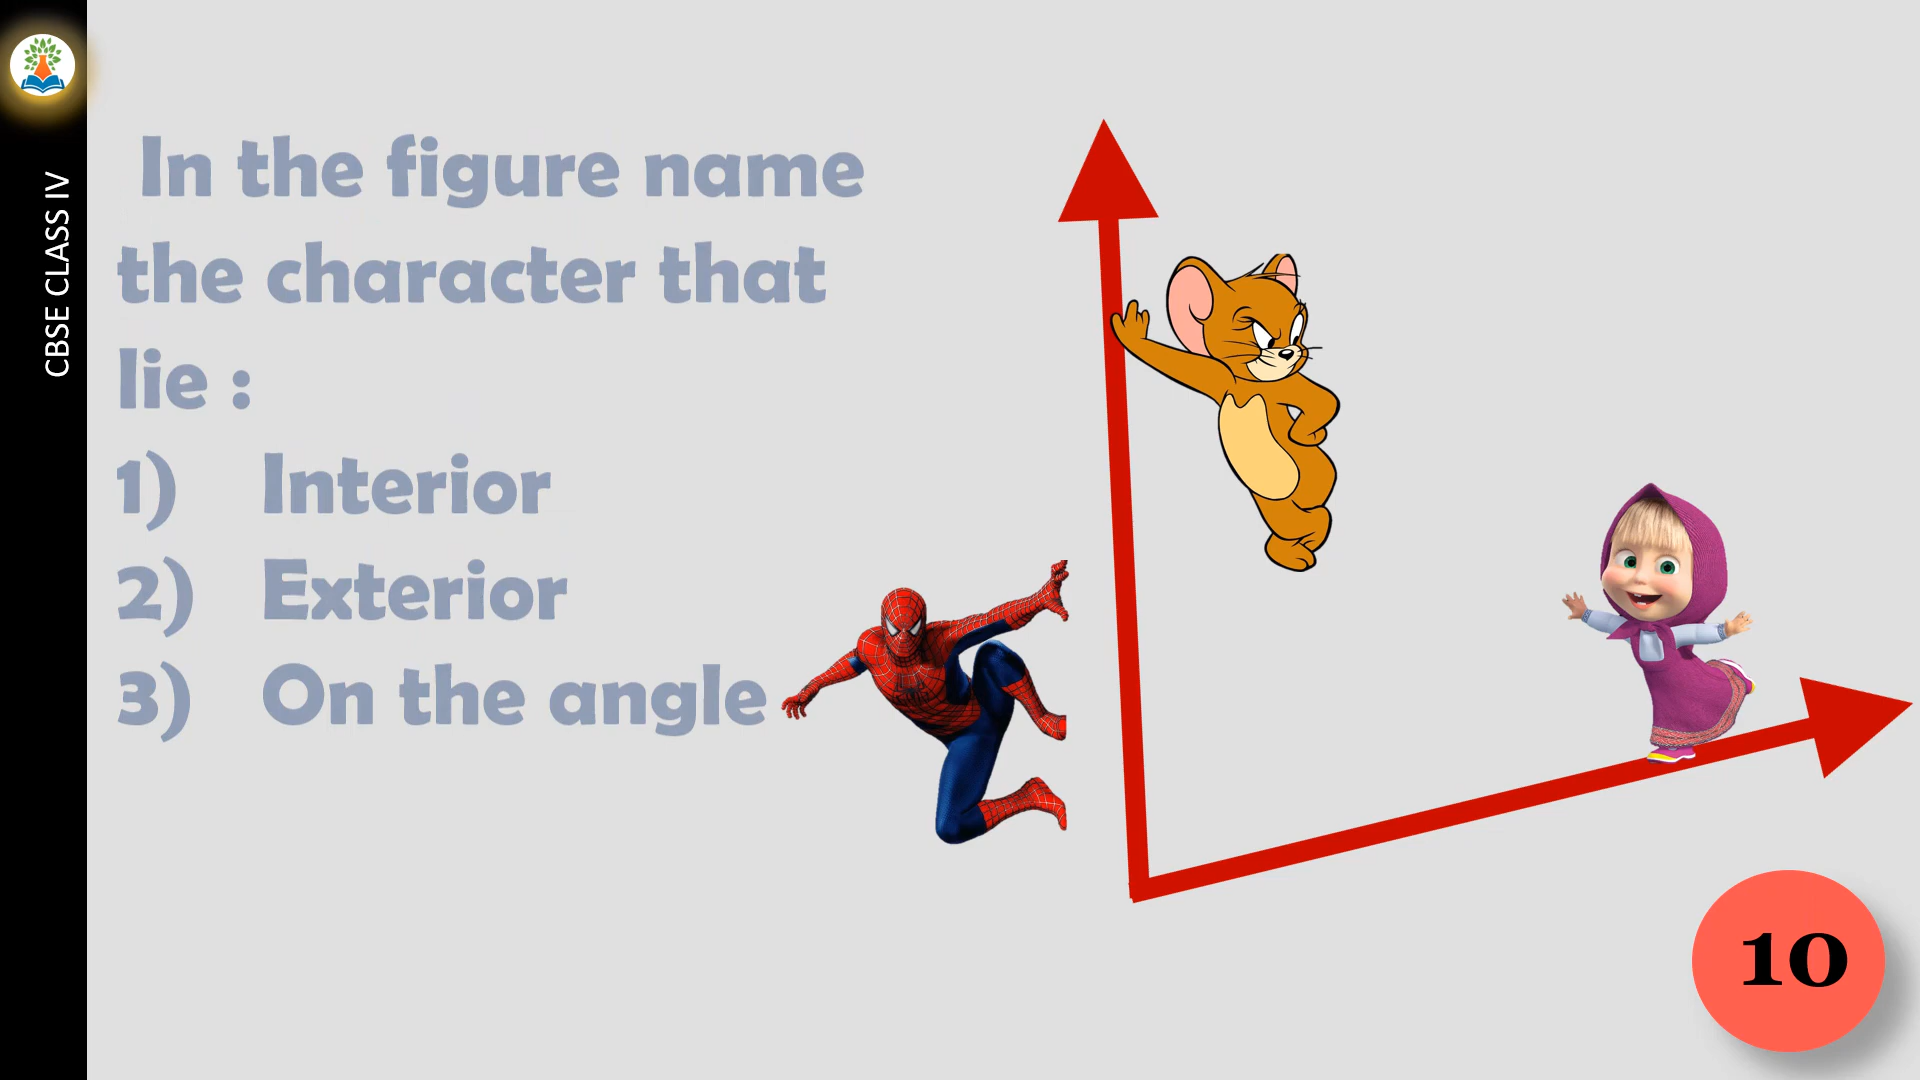 CBSE CLASS IV
In the figure name
the character that
lie :
1) Interior
2) Exterior
3) On the angle
10